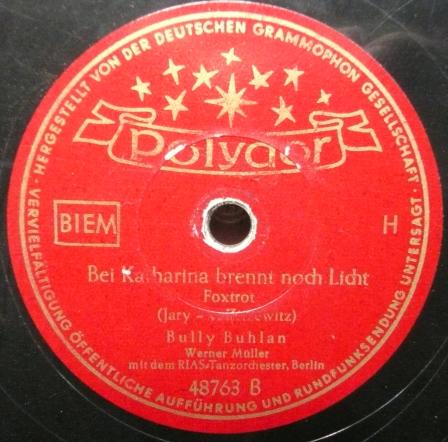 · HERGESTELLT VON DER DEUTSCHEN GRAMMOPHON GESELLSCHAFT ·
Polydor
BIEM
H
Bei Katharina brennt noch Licht
Foxtrot
(Jary -
Bully Buhlan
Werner Müller
mit dem RIAS-Tanzorchester, Berlin
48763 B
VERVIELFÄLTIGUNG ÖFFENTLICHE AUFFÜHRUNG UND RUNDFUNKSENDUNG UNTERSAGT ·